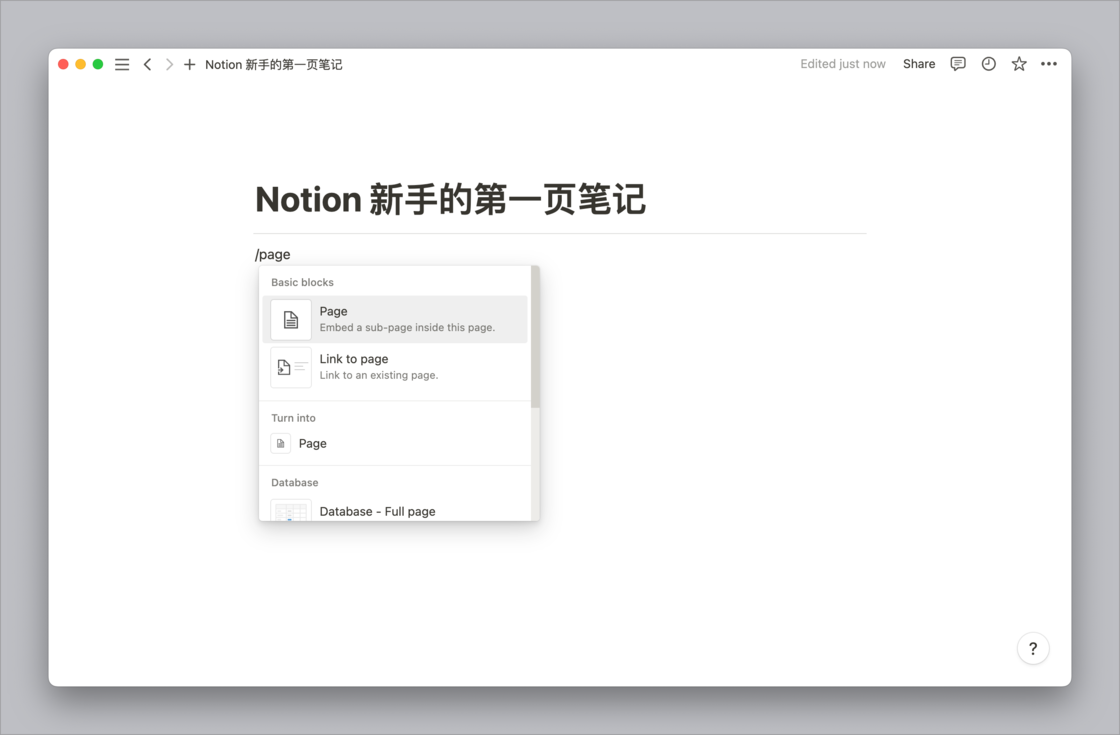 Notion 新手的第一页笔记
Edited just now
Share
Notion 新手的第一页笔记
/page
Basic blocks
Page
Embed a sub-page inside this page.
Link to page
Link to an existing page.
Turn into
Page
Database
Database - Full page
?